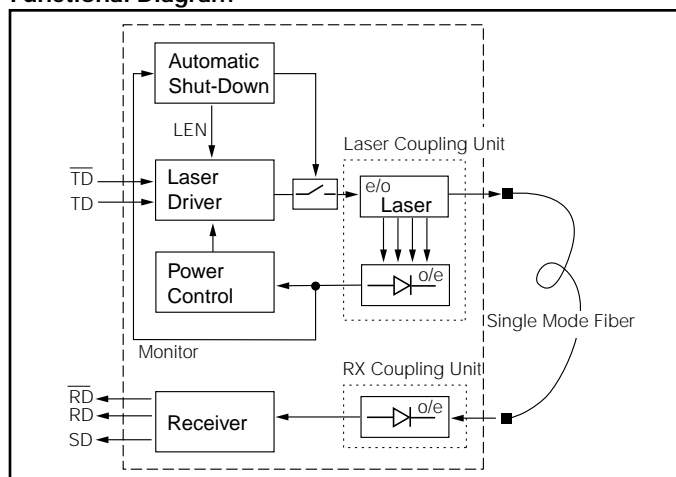 Functional Diagram
Automatic
Shut-Down
LEN
Laser Coupling Unit
TD
TD
Laser
Driver
e/o
Laser
Power
Control
o/e
Single Mode Fiber
Monitor
RX Coupling Unit
RD
RD
SD
Receiver
o/e